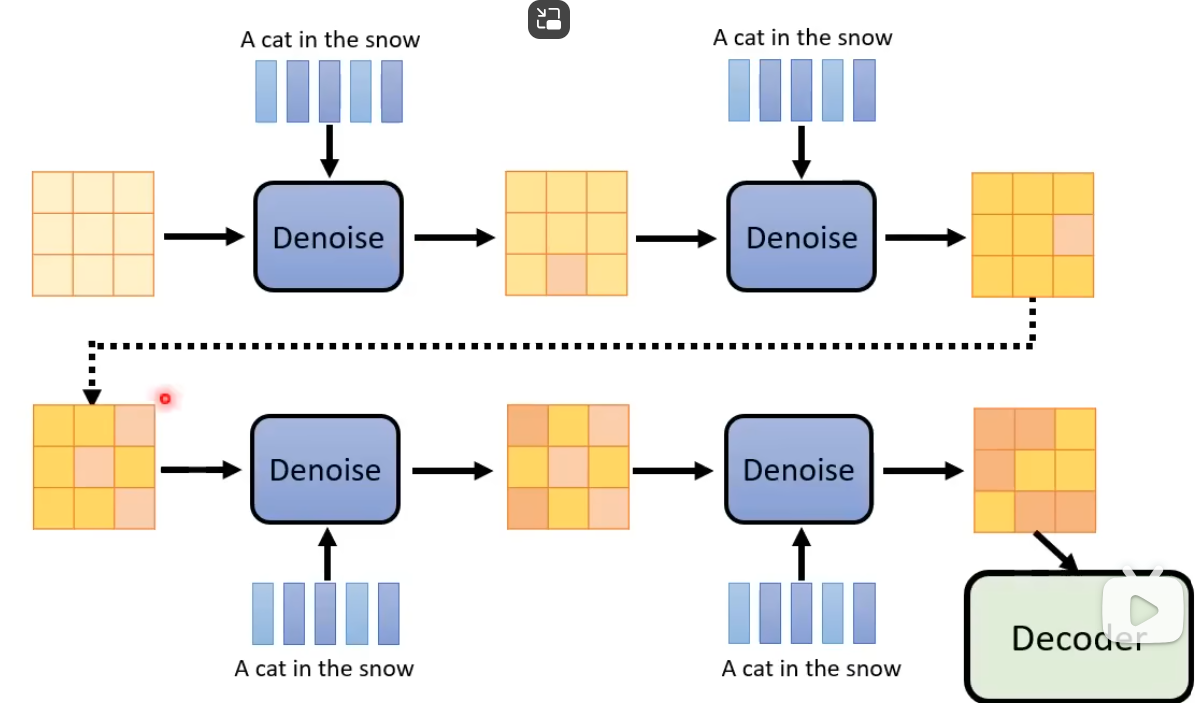 A cat in the snow
A cat in the snow
Denoise
Denoise
Denoise
Denoise
A cat in the snow
A cat in the snow
Decoder